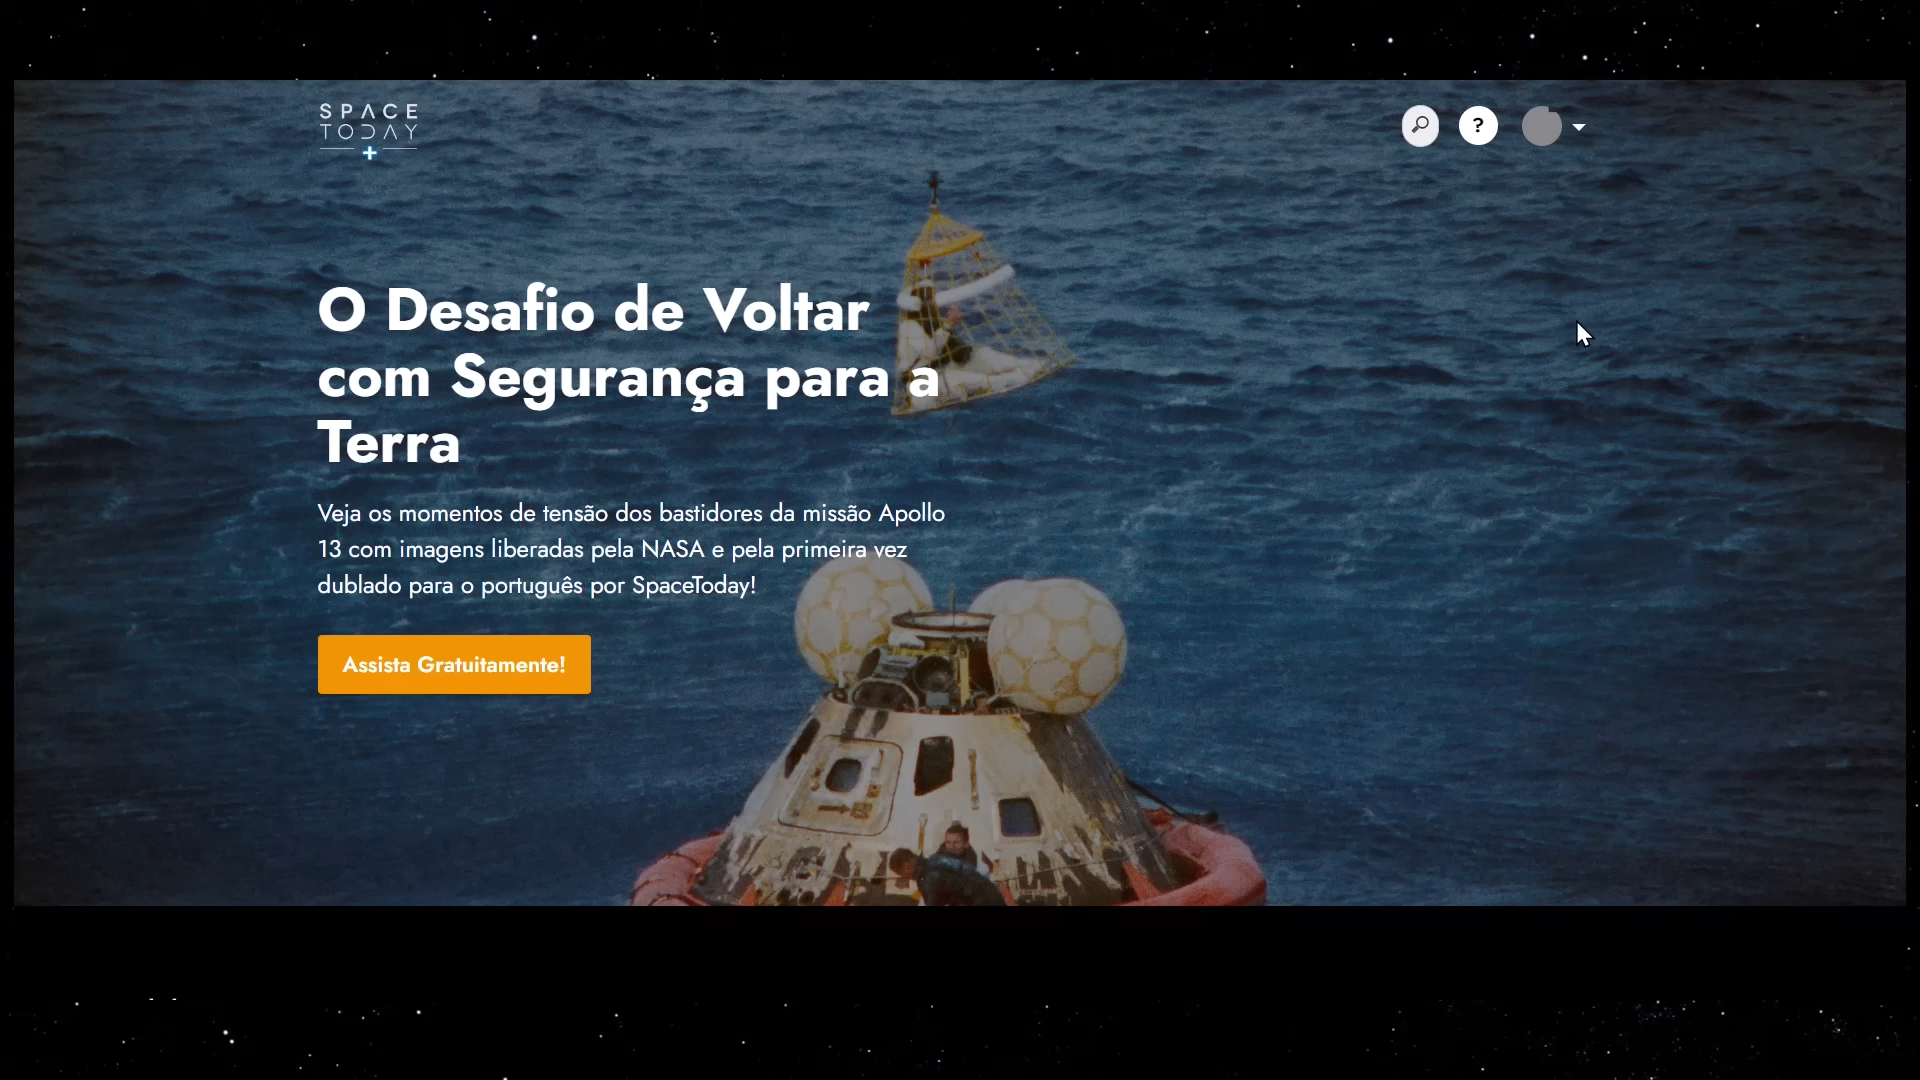 SPACE
TODAY
+
?
O Desafio de Voltar
com Segurança para a
Terra
Veja os momentos de tensão dos bastidores da missão Apollo
13 com imagens liberadas pela NASA e pela primeira vez
dublado para o português por SpaceToday!
Assista Gratuitamente!